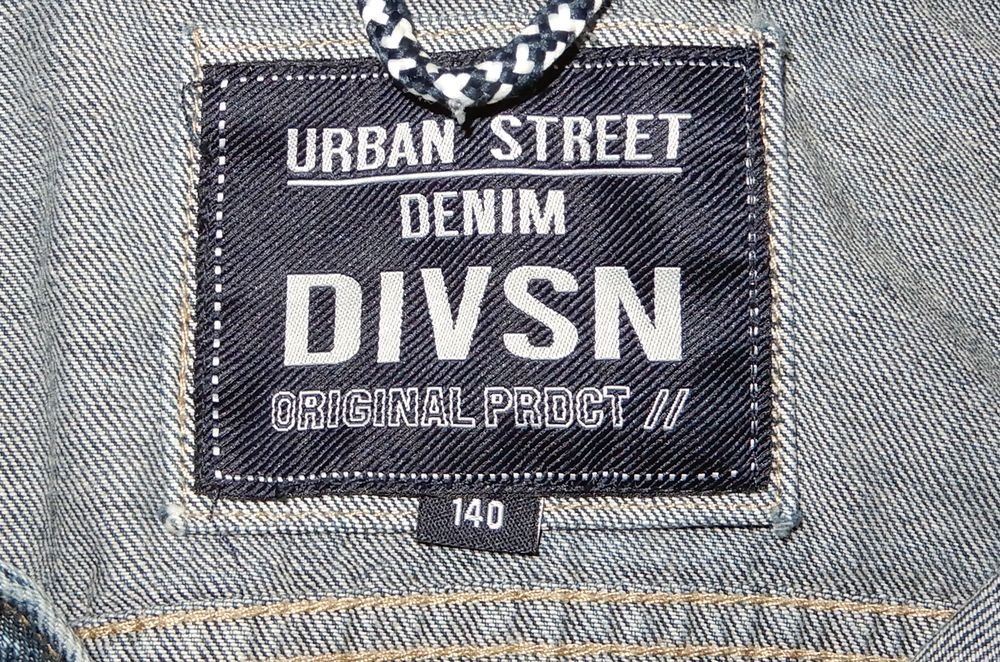 URBAN STREET
DENIM
DIVSN
ORIGINAL PRDCT //
140